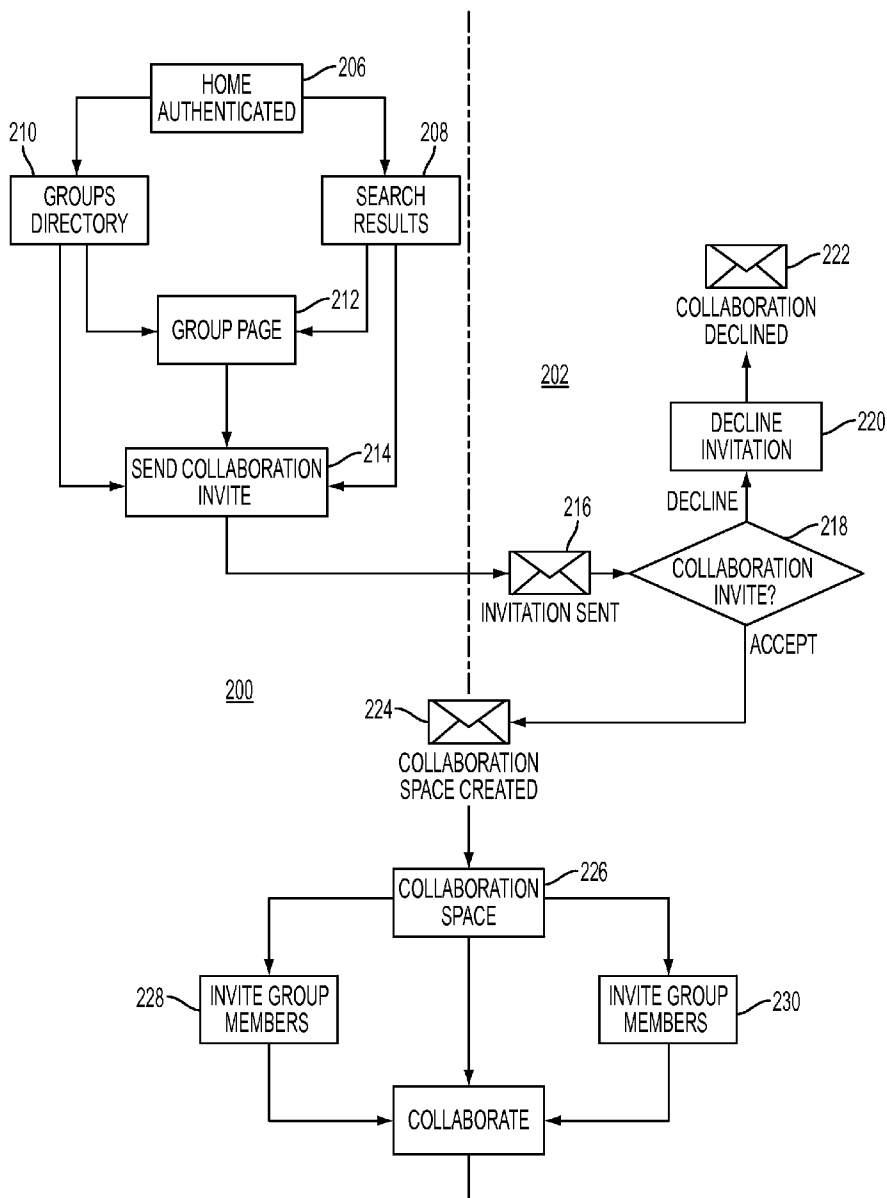 HOME
AUTHENTICATED
206
210
208
GROUPS
DIRECTORY
SEARCH
RESULTS
212
GROUP PAGE
222
COLLABORATION
DECLINED
202
DECLINE
INVITATION
220
SEND COLLABORATION
INVITE
214
DECLINE
216
218
COLLABORATION
INVITE?
INVITATION SENT
ACCEPT
200
224
COLLABORATION
SPACE CREATED
COLLABORATION
SPACE
226
228
INVITE GROUP
MEMBERS
INVITE GROUP
MEMBERS
230
COLLABORATE